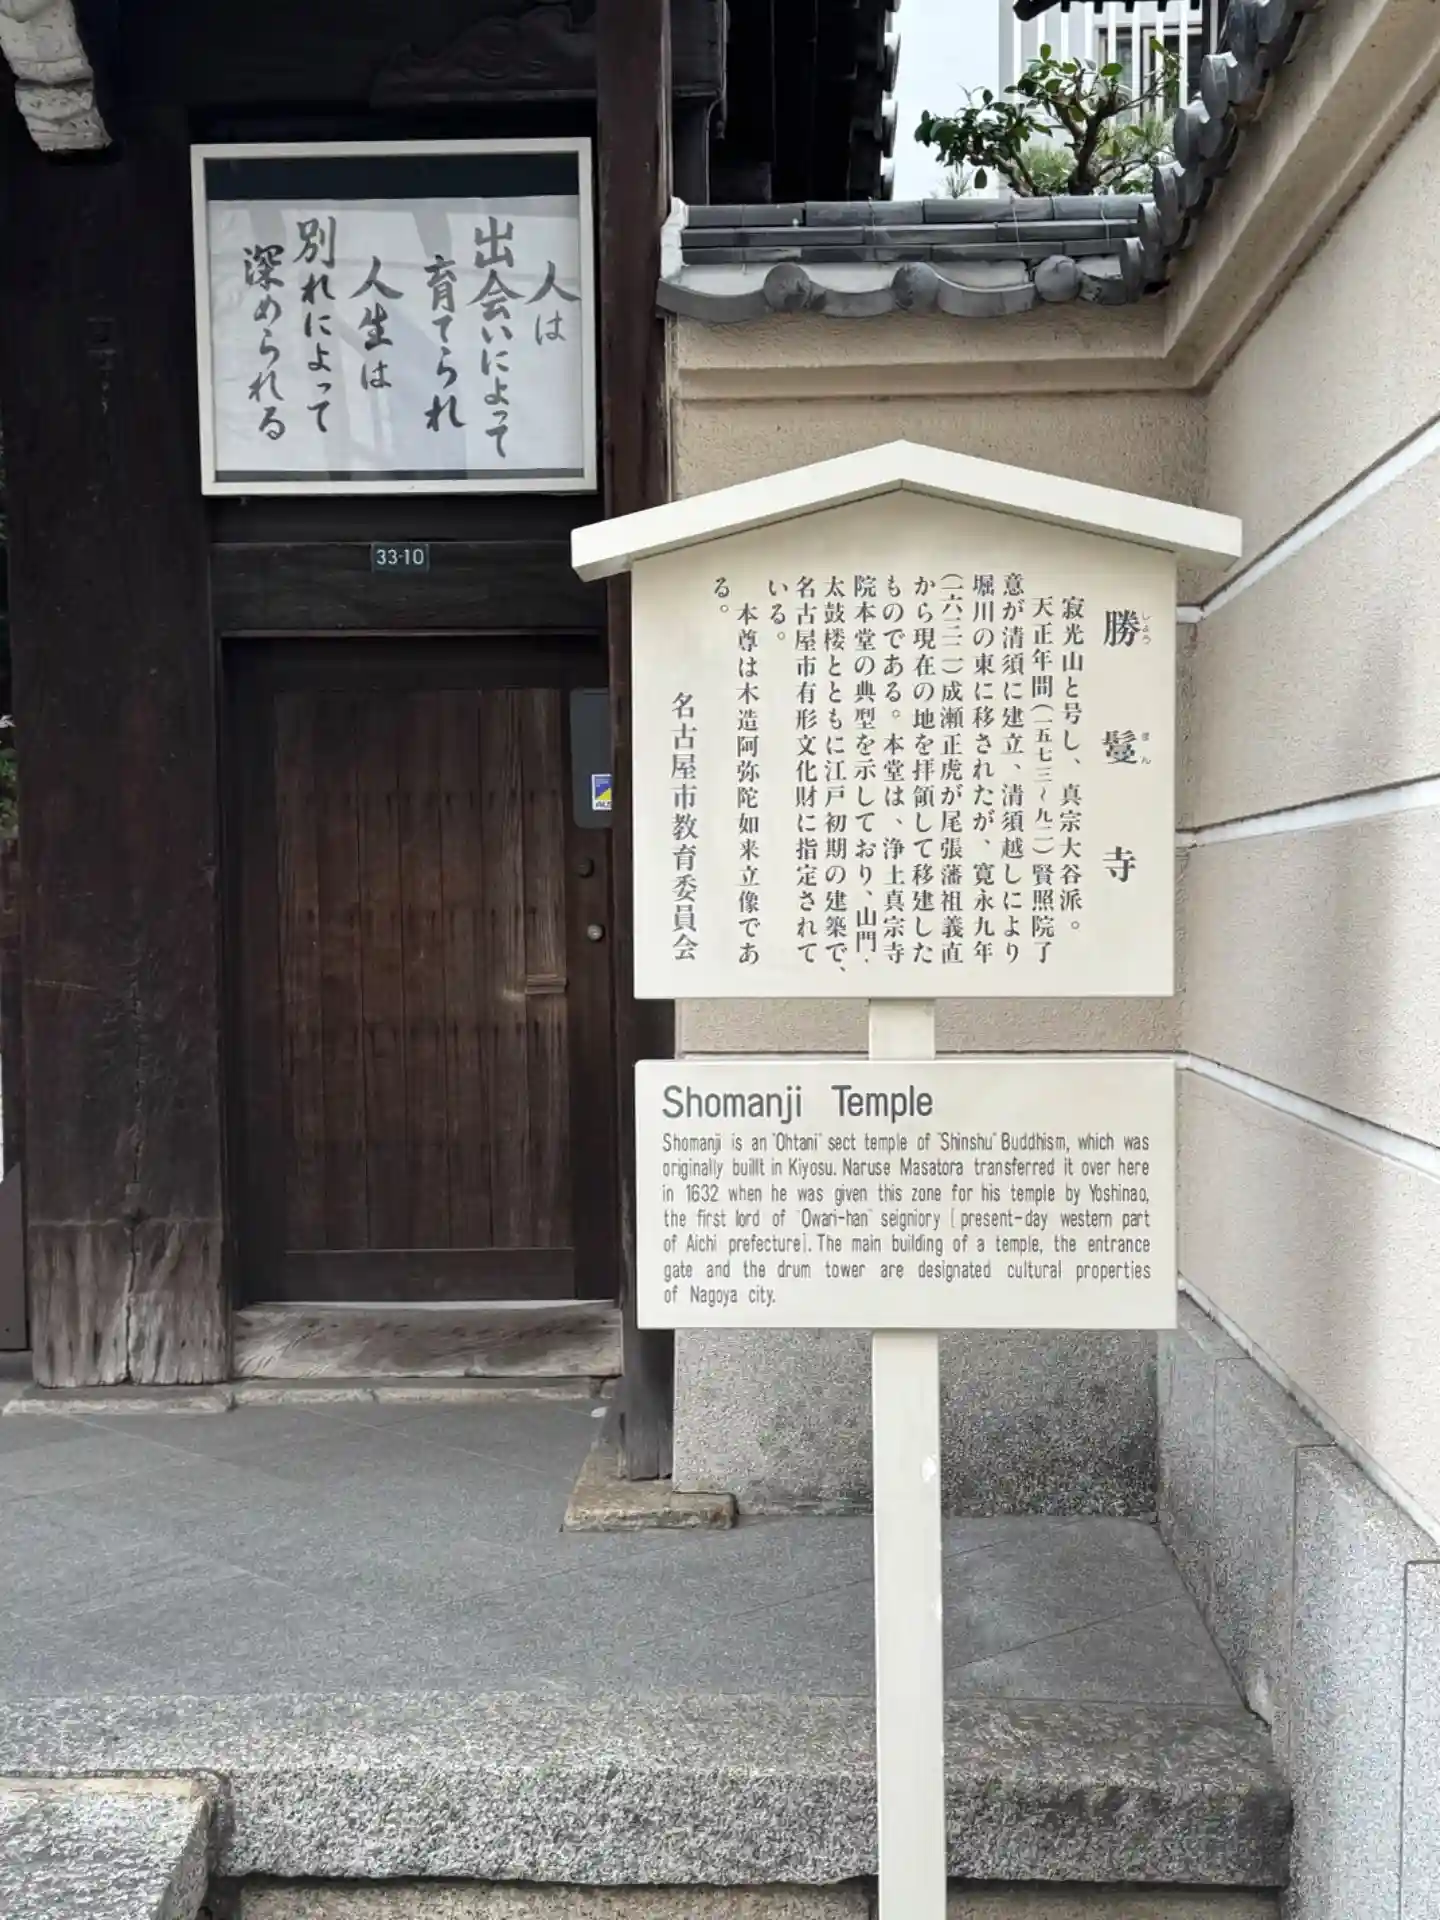 人は
出会いによって
育てられ
人生は
別れによって
深められる
33-10
勝鬘寺
しょう
まん
寂光山と号し、真宗大谷派。
天正年間(一五七三~九二)賢照院了
意が清須に建立、清須越しにより
堀川の東に移されたが、寛永九年
(一六三二)成瀬正虎が尾張藩祖義直
から現在の地を拝領して移建した
ものである。本堂は、浄土真宗寺
院本堂の典型を示しており、山門、
太鼓楼とともに江戸初期の建築で、
名古屋市有形文化財に指定されて
いる。
本尊は木造阿弥陀如来立像であ
る。
名古屋市教育委員会
Shomanji Temple
Shomanji is an "Ohtani" sect temple of "Shinshu" Buddhism, which was
originally builIt in Kiyosu. Naruse Masatora transferred it over here
in 1632 when he was given this zone for his temple by Yoshinao,
the first lord of "Owari-han" seigniory [present-day western part
of Aichi prefecture]. The main building of a temple, the entrance
gate and the drum tower are designated cultural properties
of Nagoya city.